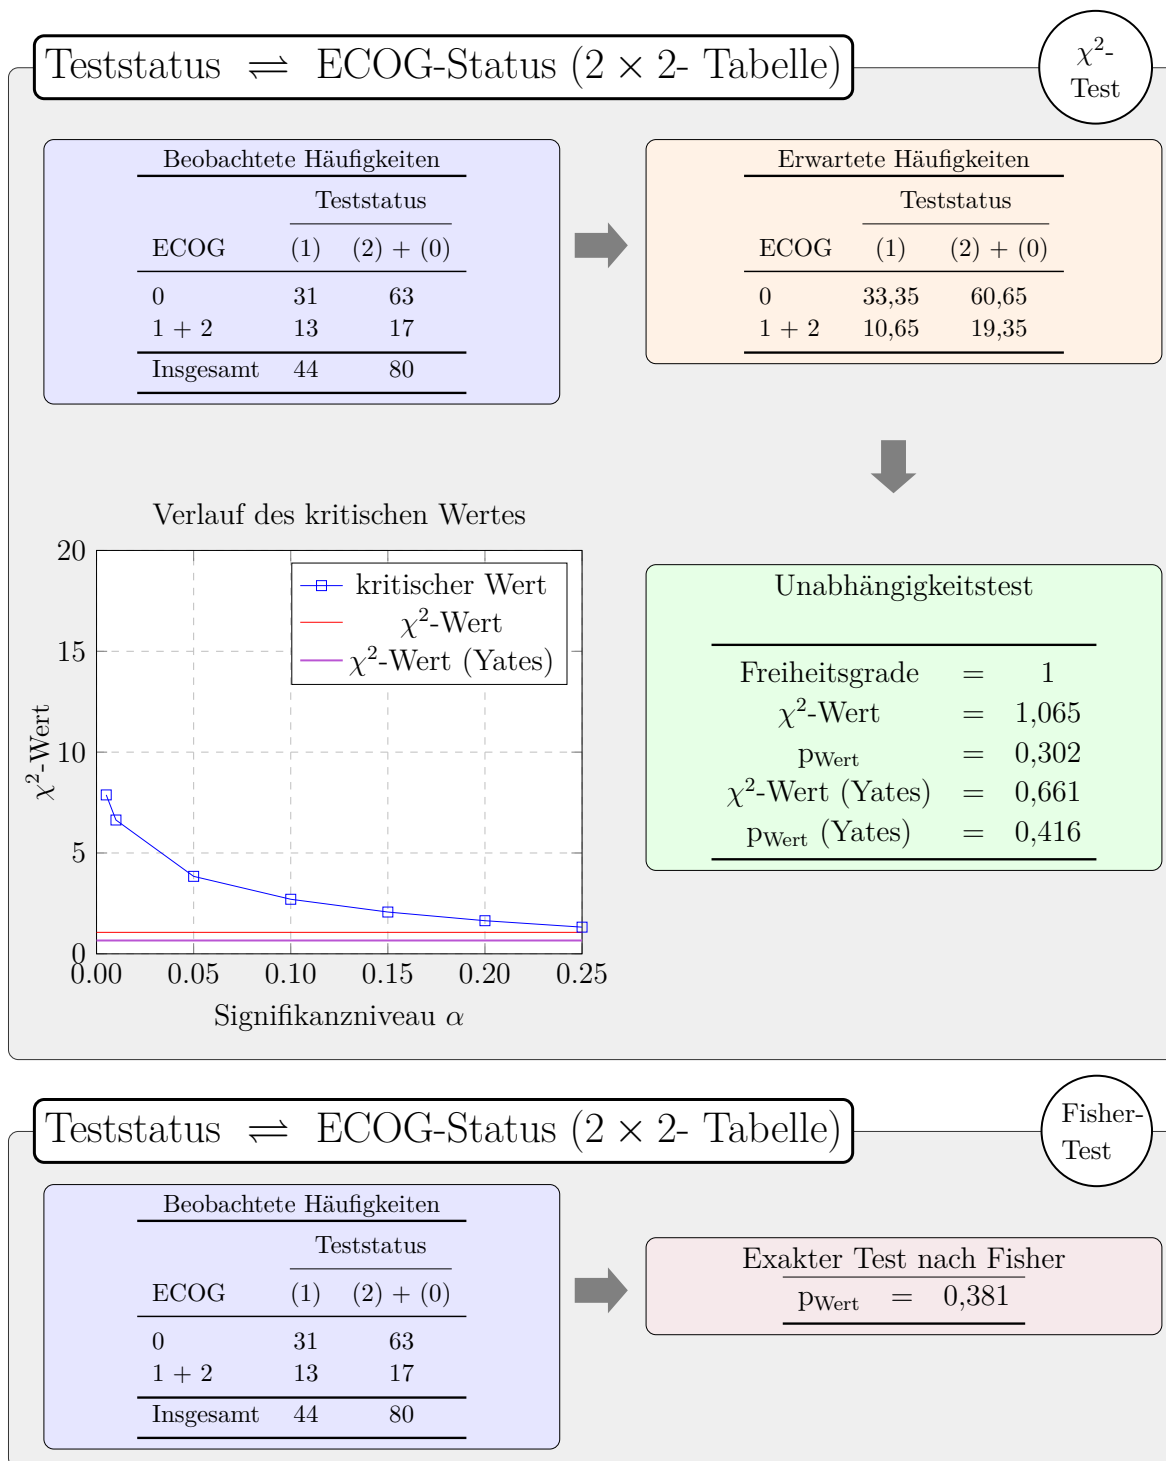 Teststatus ⇌ ECOG-Status (2 × 2- Tabelle)
χ²-
Test
Beobachtete Häufigkeiten
Teststatus
ECOG (1) (2) + (0)
0 31 63
1 + 2 13 17
Insgesamt 44 80
Erwartete Häufigkeiten
Teststatus
ECOG (1) (2) + (0)
0 33,35 60,65
1 + 2 10,65 19,35
Verlauf des kritischen Wertes
20
15
10
5
0
χ²-Wert
kritischer Wert
χ²-Wert
χ²-Wert (Yates)
0.00 0.05 0.10 0.15 0.20 0.25
Signifikanzniveau α
Unabhängigkeitstest
Freiheitsgrade = 1
χ²-Wert = 1,065
pWert = 0,302
χ²-Wert (Yates) = 0,661
pWert (Yates) = 0,416
Teststatus ⇌ ECOG-Status (2 × 2- Tabelle)
Fisher-
Test
Beobachtete Häufigkeiten
Teststatus
ECOG (1) (2) + (0)
0 31 63
1 + 2 13 17
Insgesamt 44 80
Exakter Test nach Fisher
pWert = 0,381